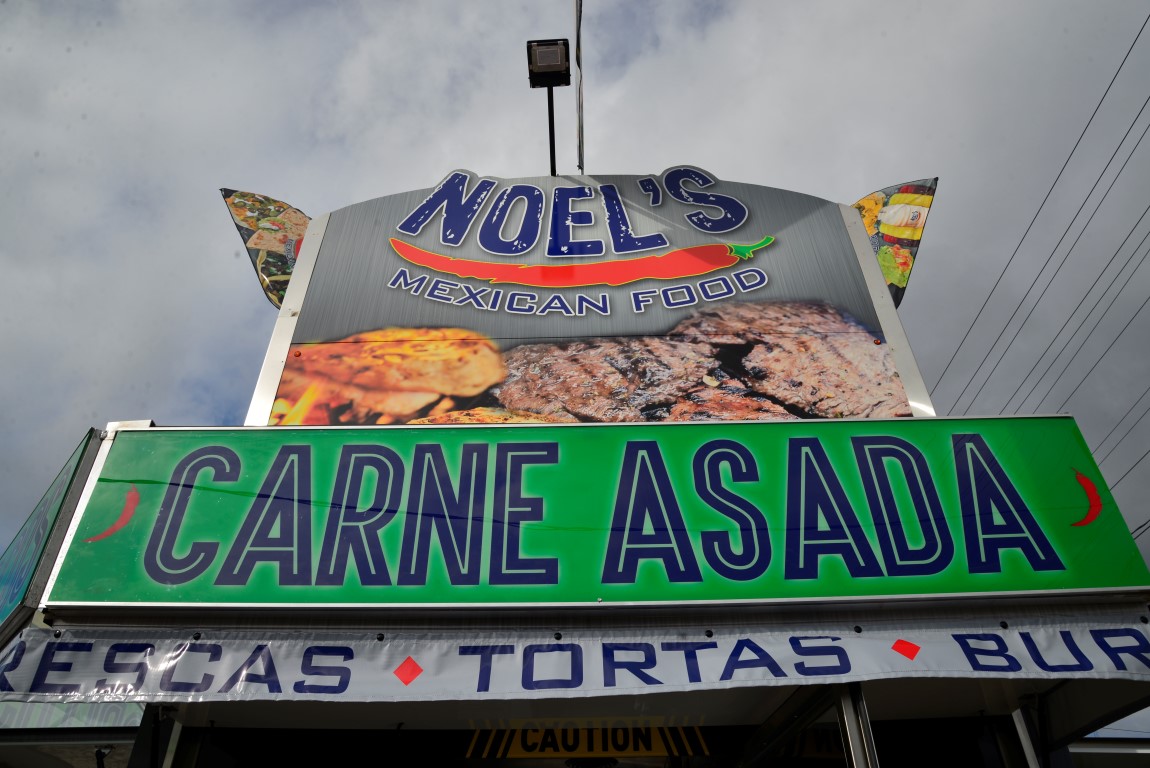 NOEL'S
MEXICAN FOOD
CARNE ASADA
RESCAS ♦ TORTAS ♦ BUR
CAUTION